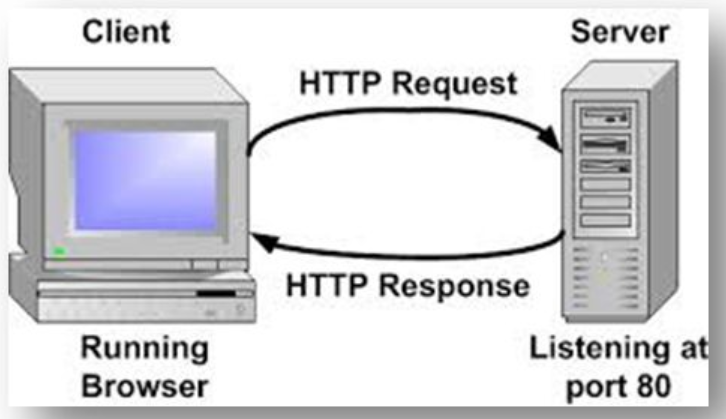 Client
Server
HTTP Request
HTTP Response
Running
Browser
Listening at
port 80